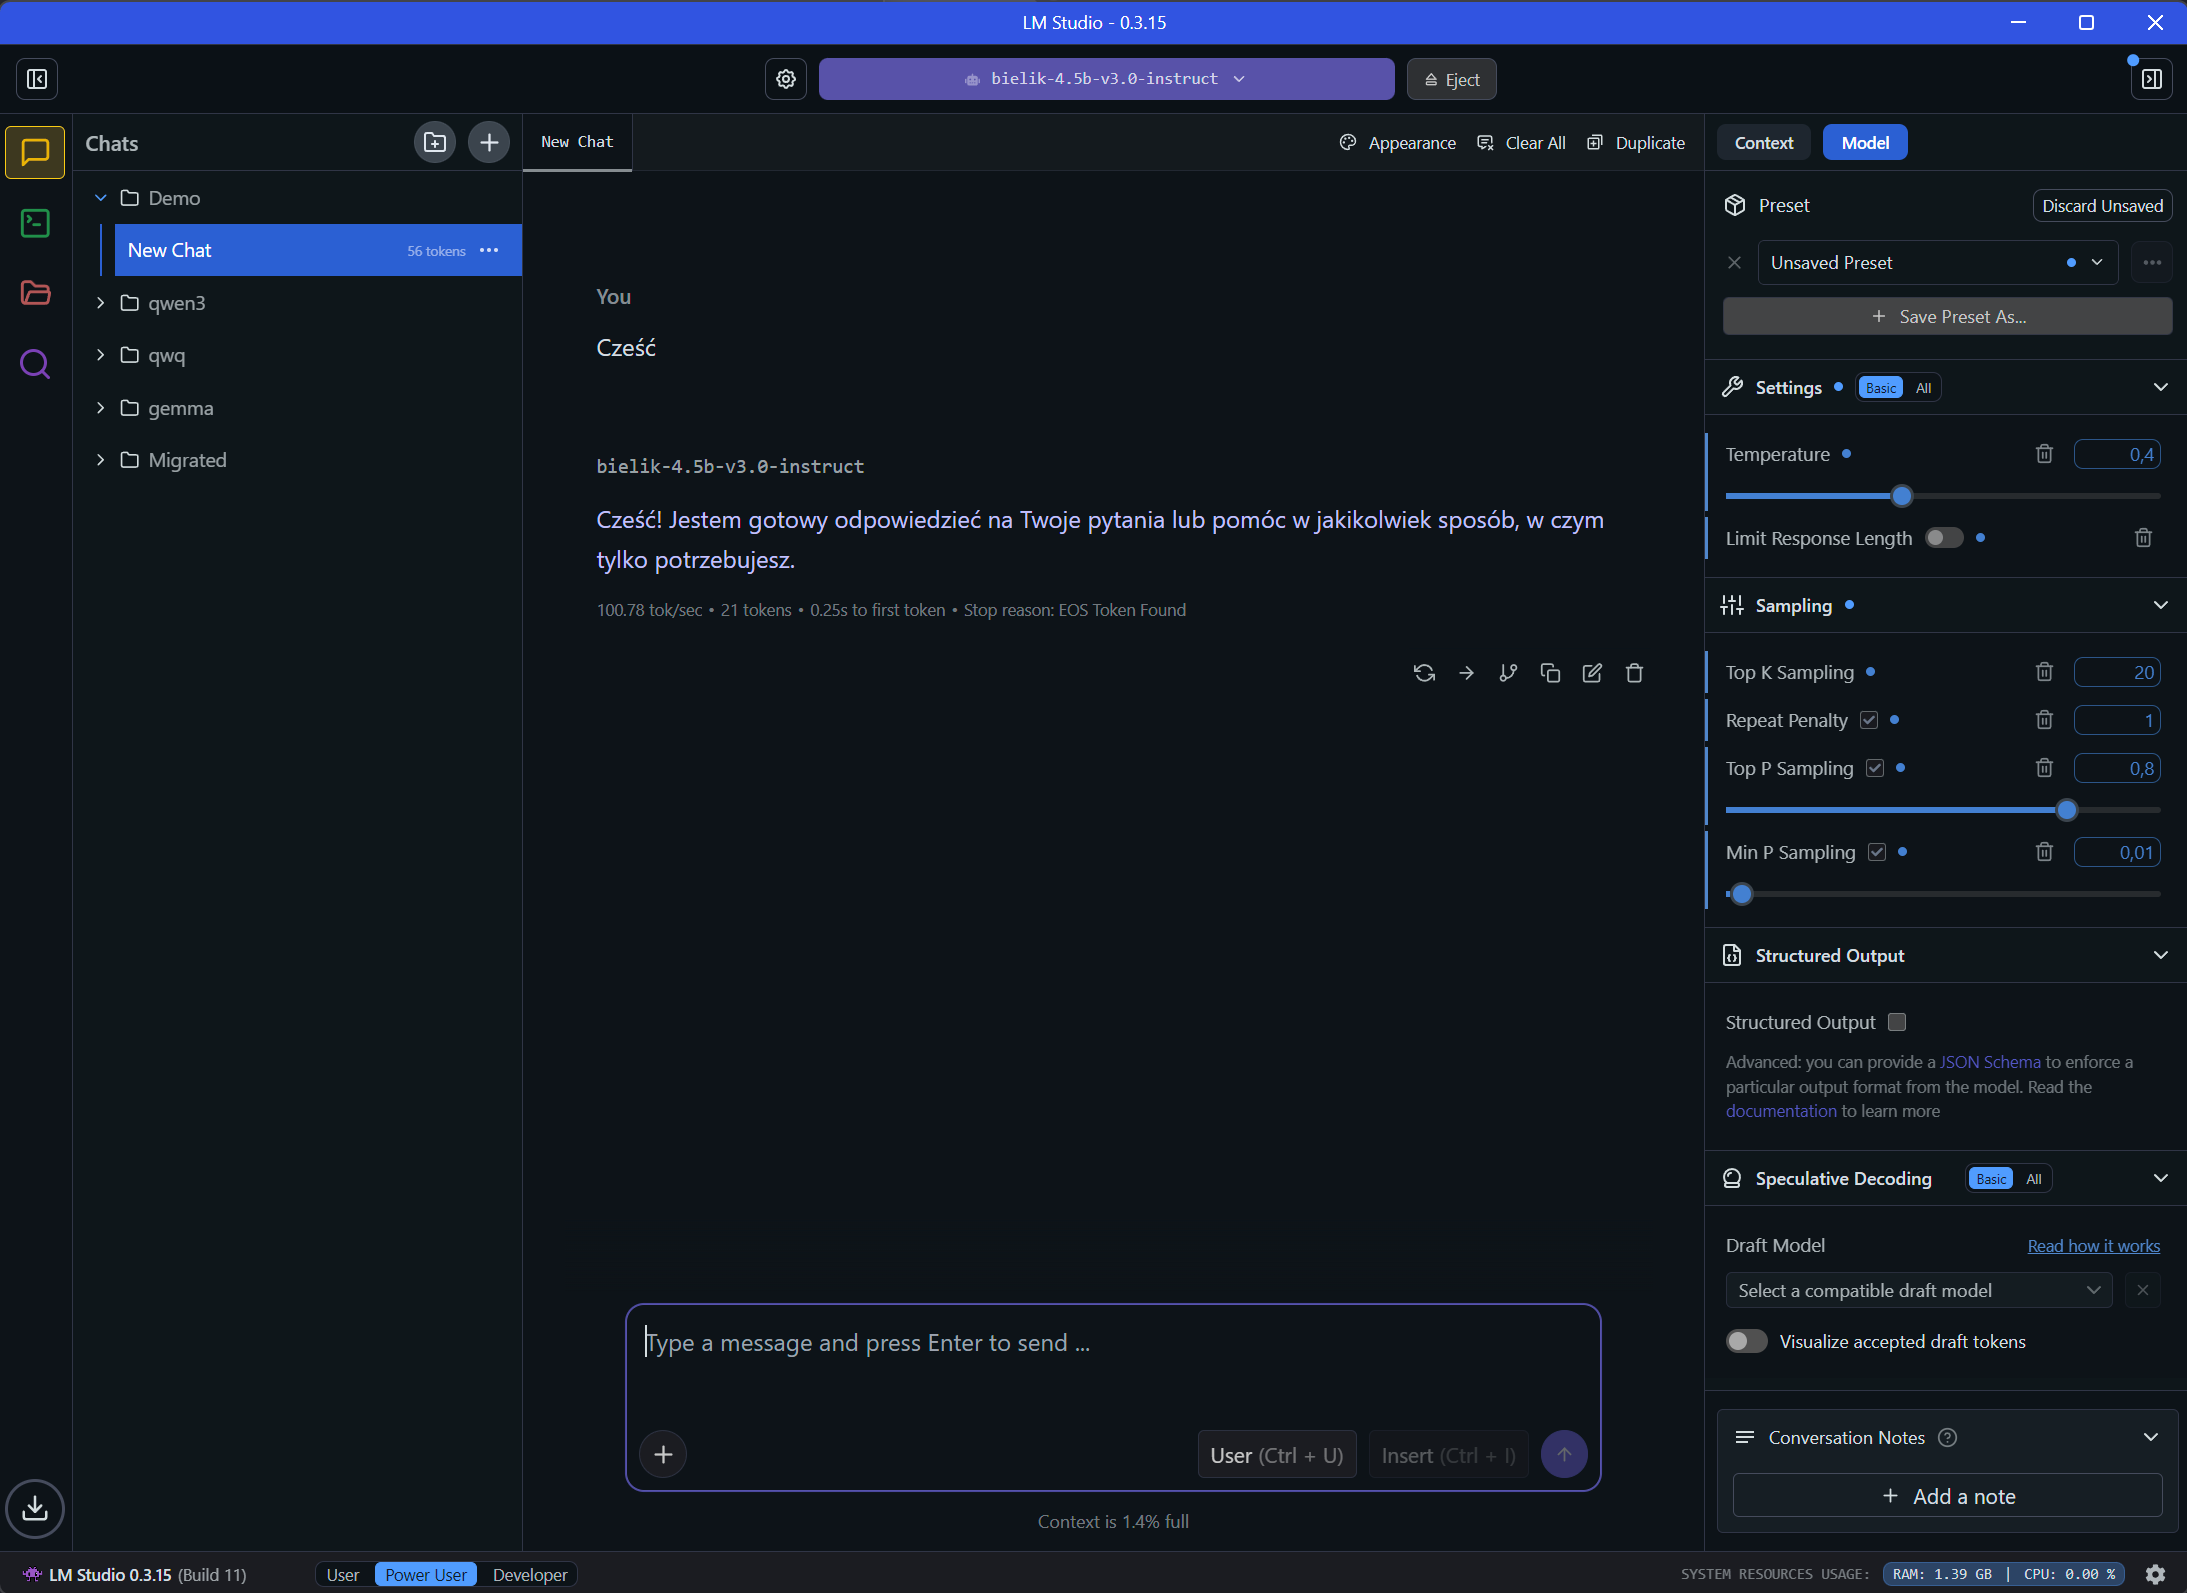 LM Studio - 0.3.15
bielik-4.5b-v3.0-instruct
Eject
Chats
Demo
New Chat 56 tokens
qwen3
qwq
gemma
Migrated
New Chat
Appearance Clear All Duplicate
You
Cześć
bielik-4.5b-v3.0-instruct
Cześć! Jestem gotowy odpowiedzieć na Twoje pytania lub pomóc w jakikolwiek sposób, w czym
tylko potrzebujesz.
100.78 tok/sec • 21 tokens • 0.25s to first token • Stop reason: EOS Token Found
Type a message and press Enter to send ...
User (Ctrl + U) Insert (Ctrl + I)
Context is 1.4% full
Context Model
Preset Discard Unsaved
Unsaved Preset
+ Save Preset As...
Settings Basic All
Temperature 0,4
Limit Response Length
Sampling
Top K Sampling 20
Repeat Penalty 1
Top P Sampling 0,8
Min P Sampling 0,01
Structured Output
Structured Output
Advanced: you can provide a JSON Schema to enforce a
particular output format from the model. Read the
documentation to learn more
Speculative Decoding Basic All
Draft Model Read how it works
Select a compatible draft model
Visualize accepted draft tokens
Conversation Notes
+ Add a note
LM Studio 0.3.15 (Build 11) User Power User Developer
SYSTEM RESOURCES USAGE: RAM: 1.39 GB | CPU: 0.00 %